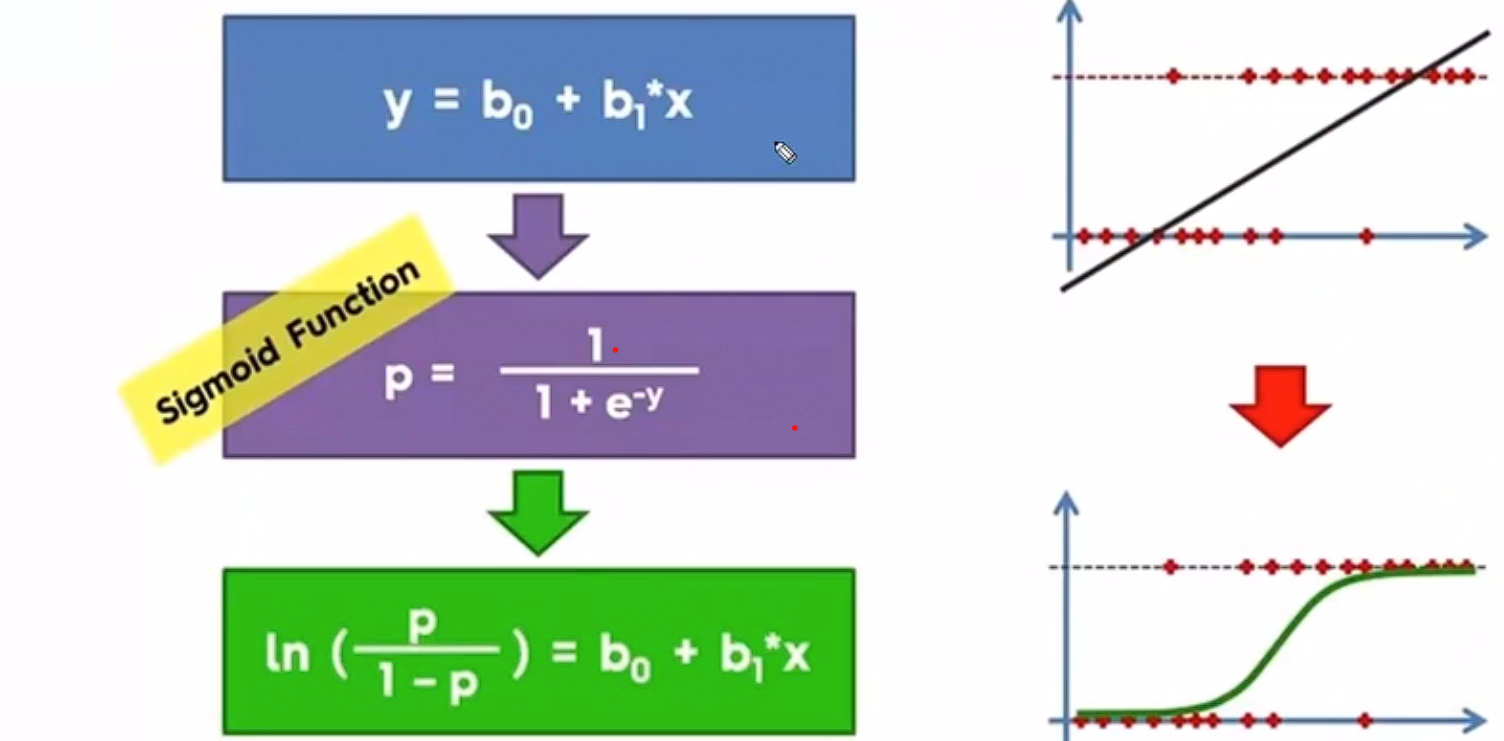 y = b₀ + b₁*x
Sigmoid Function
p = 1 / (1 + e⁻ʸ)
ln ( p / (1 − p) ) = b₀ + b₁*x